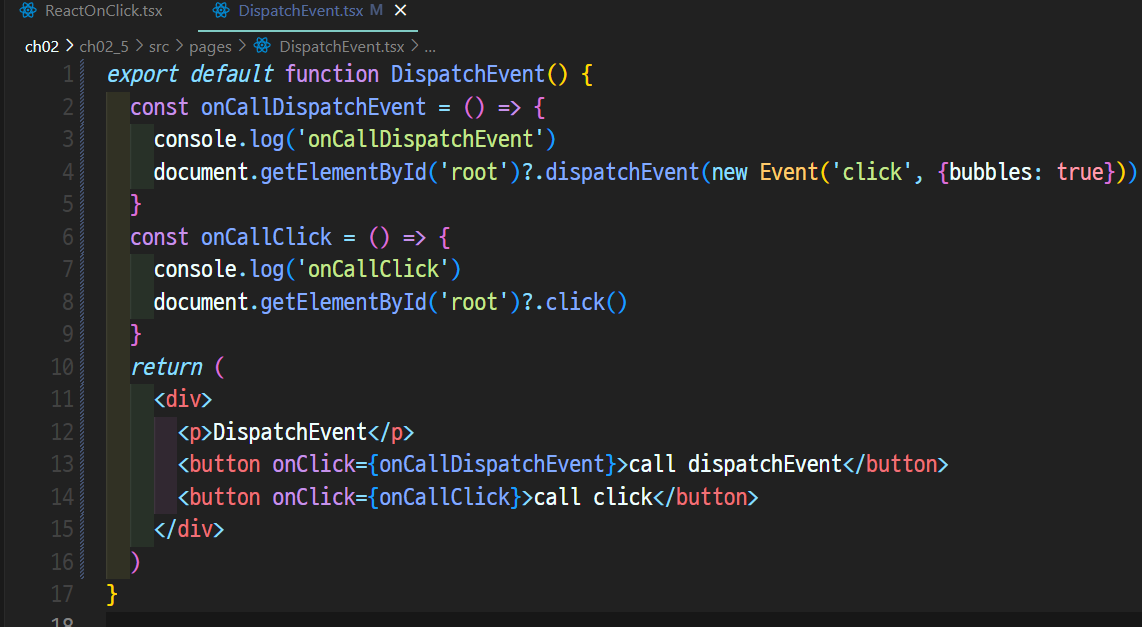 ReactOnClick.tsx DispatchEvent.tsx M ×
ch02 > ch02_5 > src > pages > DispatchEvent.tsx > ...
1 export default function DispatchEvent() {
2   const onCallDispatchEvent = () => {
3     console.log('onCallDispatchEvent')
4     document.getElementById('root')?.dispatchEvent(new Event('click', {bubbles: true}))
5   }
6   const onCallClick = () => {
7     console.log('onCallClick')
8     document.getElementById('root')?.click()
9   }
10   return (
11     <div>
12       <p>DispatchEvent</p>
13       <button onClick={onCallDispatchEvent}>call dispatchEvent</button>
14       <button onClick={onCallClick}>call click</button>
15     </div>
16   )
17 }
18